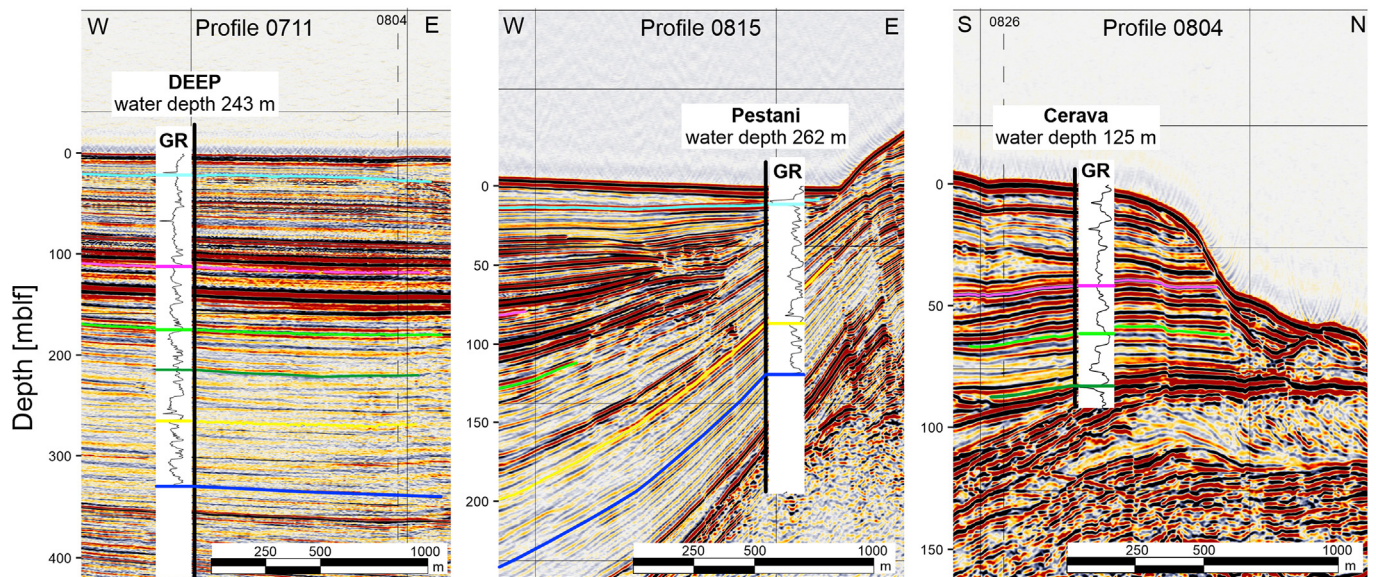 W Profile 0711 0804 E
DEEP
water depth 243 m
GR
Depth [mblf]
0
100
200
300
400
250 500 1000
m
W Profile 0815 E
Pestani
water depth 262 m
GR
0
50
100
150
200
250 500 1000
m
S 0826 Profile 0804 N
Cerava
water depth 125 m
GR
0
50
100
150
250 500 1000
m